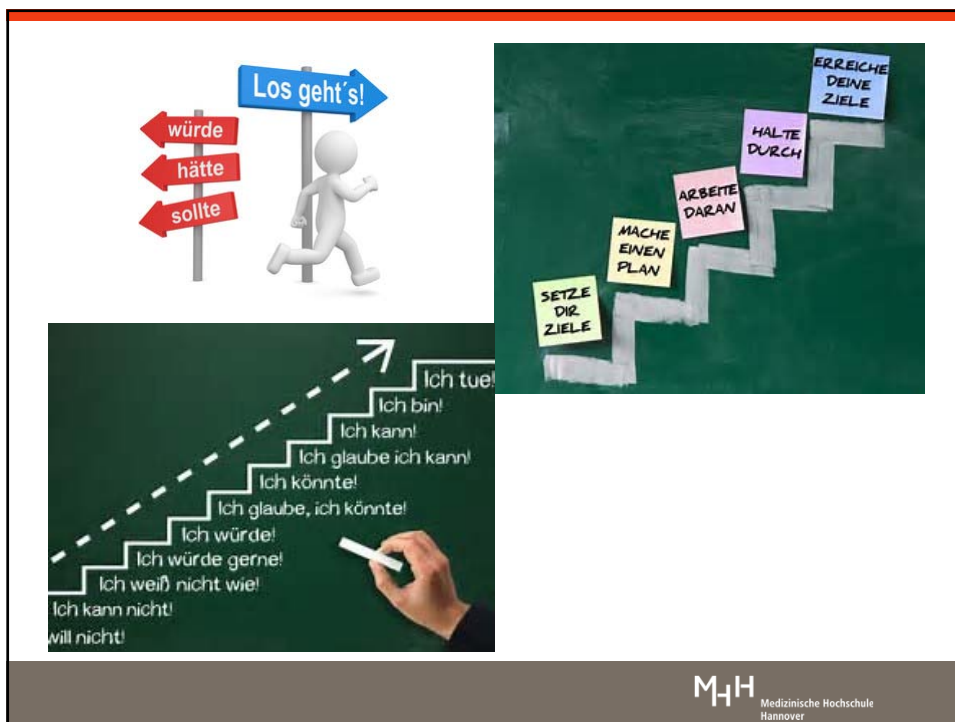 Los geht´s!
würde
hätte
sollte
ERREICHE
DEINE
ZIELE
HALTE
DURCH
ARBEITE
DARAN
MACHE
EINEN
PLAN
SETZE
DIR
ZIELE
Ich tue!
Ich bin!
Ich kann!
Ich glaube ich kann!
Ich könnte!
Ich glaube, ich könnte!
Ich würde!
Ich würde gerne!
Ich weiß nicht wie!
Ich kann nicht!
will nicht!
MHH
Medizinische Hochschule
Hannover